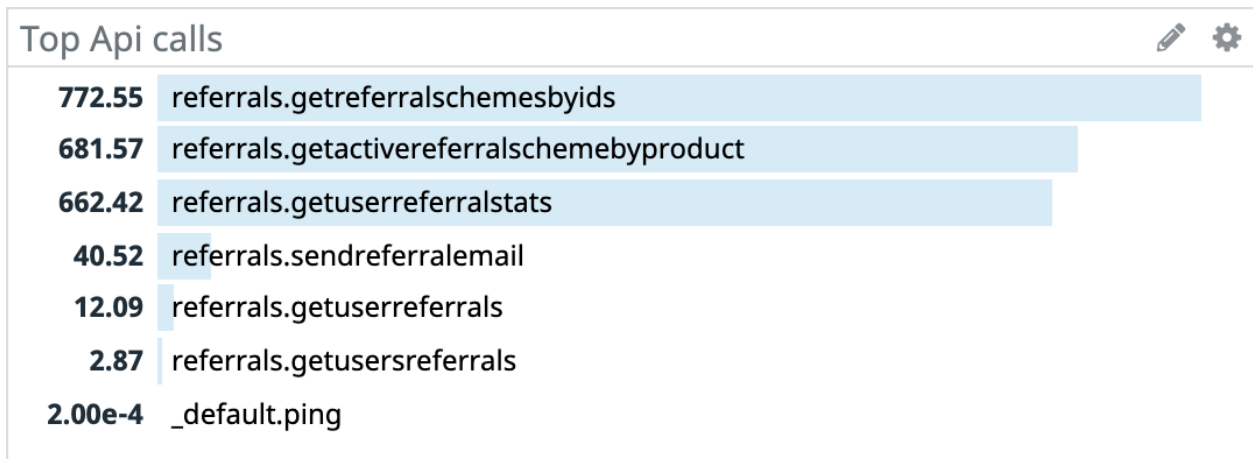 Top Api calls
772.55 referrals.getreferralschemesbyids
681.57 referrals.getactivereferralschemebyproduct
662.42 referrals.getuserreferralstats
40.52 referrals.sendreferralemail
12.09 referrals.getuserreferrals
2.87 referrals.getusersreferrals
2.00e-4 _default.ping